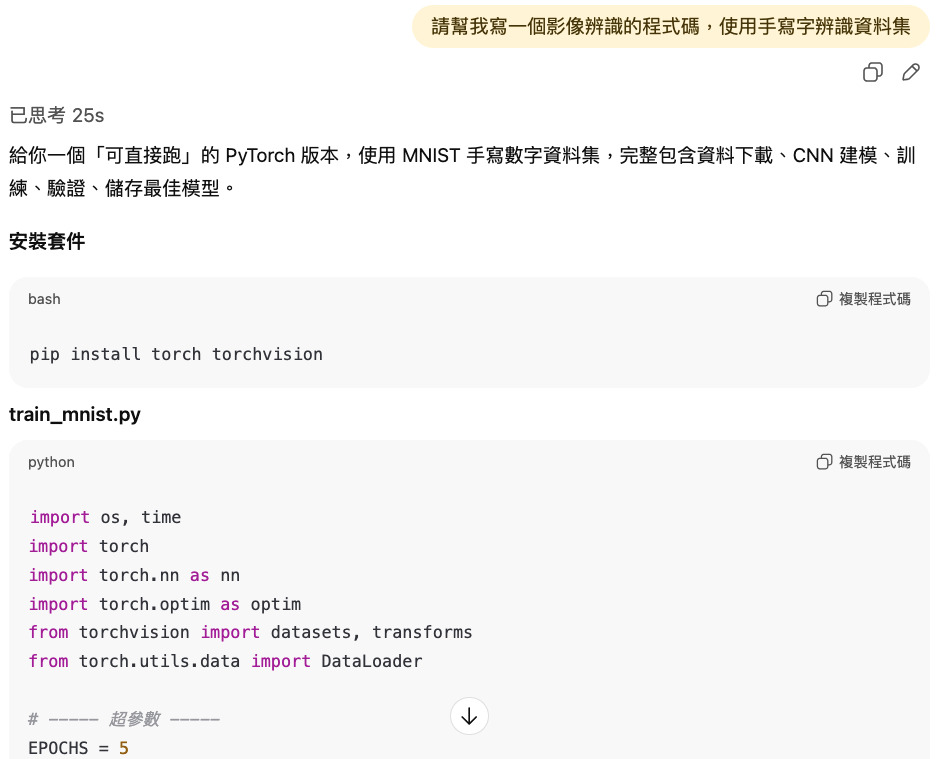 請幫我寫一個影像辨識的程式碼，使用手寫字辨識資料集
已思考 25s
給你一個「可直接跑」的 PyTorch 版本，使用 MNIST 手寫數字資料集，完整包含資料下載、CNN 建模、訓
練、驗證、儲存最佳模型。
安裝套件
bash
複製程式碼
pip install torch torchvision
train_mnist.py
python
複製程式碼
import os, time
import torch
import torch.nn as nn
import torch.optim as optim
from torchvision import datasets, transforms
from torch.utils.data import DataLoader
# ----- 超參數 -----
EPOCHS = 5